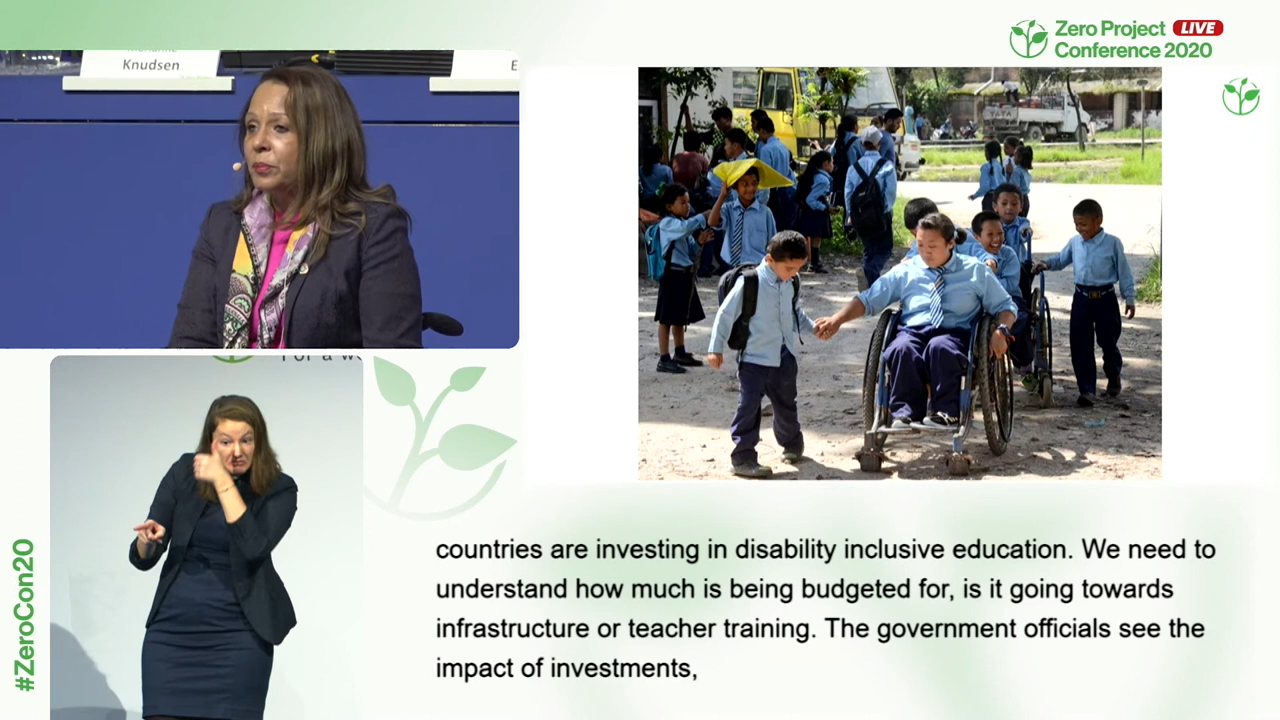 Zero Project LIVE
Conference 2020
Knudsen
E
For a w
TATA
#ZeroCon20
countries are investing in disability inclusive education. We need to
understand how much is being budgeted for, is it going towards
infrastructure or teacher training. The government officials see the
impact of investments,